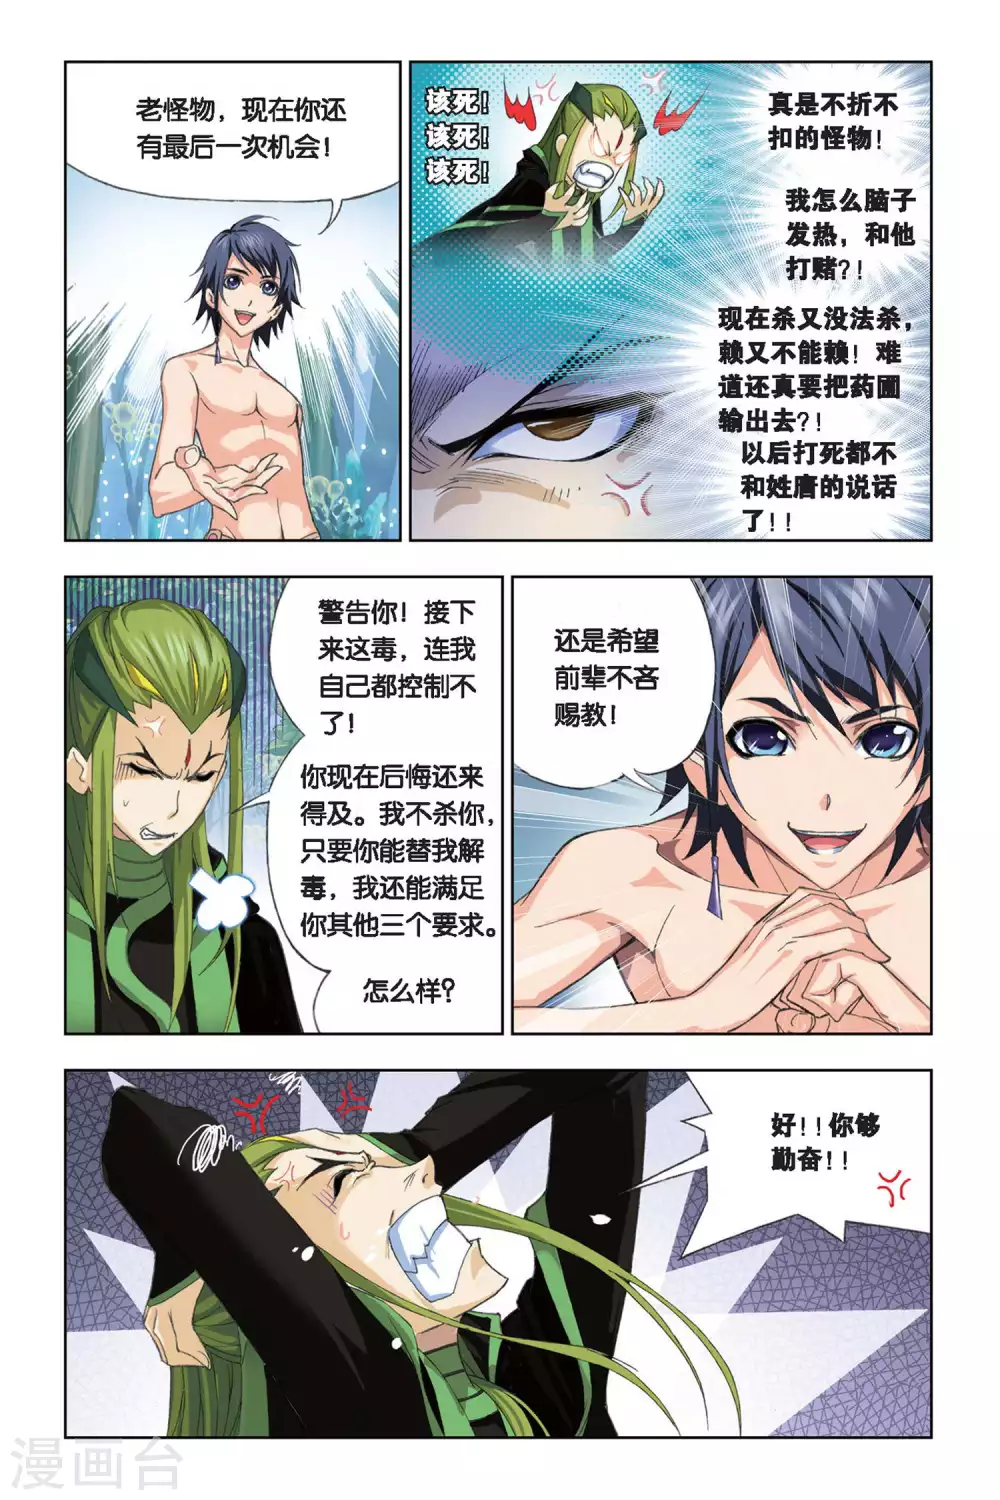 老怪物，现在你还
有最后一次机会！
该死！
该死！
该死！
真是不折不
扣的怪物！
我怎么脑子
发热，和他
打赌？！
现在杀又没法杀，
赖又不能赖！难
道还真要把药圃
输出去？！
以后打死都不
和姓唐的说话
了！！
警告你！接下
来这毒，连我
自己都控制不
了！
你现在后悔还来
得及。我不杀你，
只要你能替我解
毒，我还能满足
你其他三个要求。
怎么样？
还是希望
前辈不吝
赐教！
好！！你够
勤奋！！
漫画台